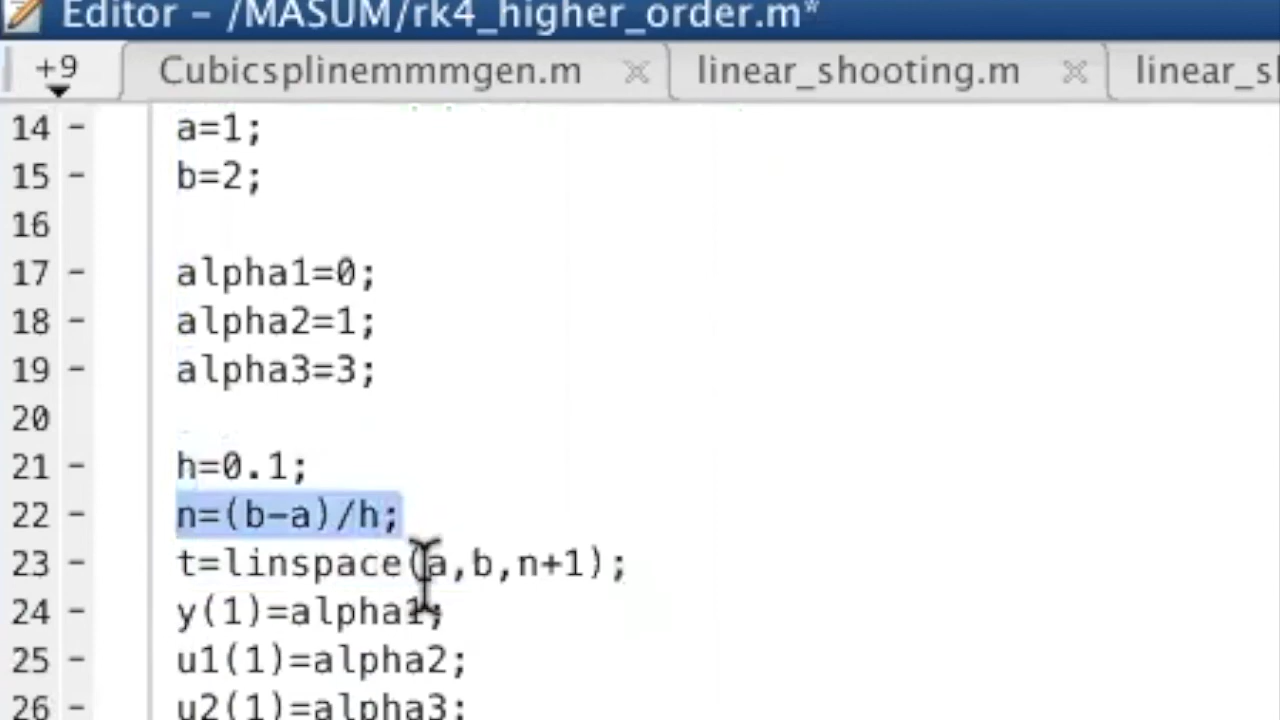 Editor - /MASUM/rk4_higher_order.m*
+9 Cubicsplinemmmgen.m × linear_shooting.m ×
14 - a=1;
15 - b=2;
16
17 - alpha1=0;
18 - alpha2=1;
19 - alpha3=3;
20
21 - h=0.1;
22 - n=(b-a)/h;
23 - t=linspace(a,b,n+1);
24 - y(1)=alpha1;
25 - u1(1)=alpha2;
26 - u2(1)=alpha3;